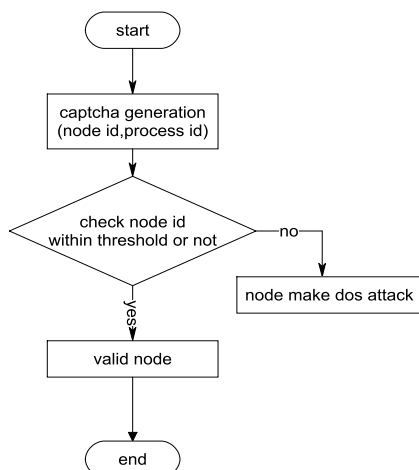 start
captcha generation
(node id,process id)
check node id
within threshold or not
no
node make dos attack
yes
valid node
end